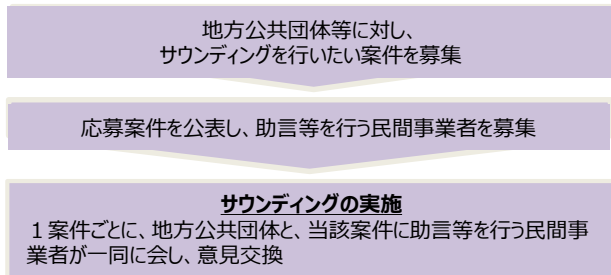 地方公共団体等に対し、
サウンディングを行いたい案件を募集
応募案件を公表し、助言等を行う民間事業者を募集
サウンディングの実施
１案件ごとに、地方公共団体と、当該案件に助言等を行う民間事
業者が一同に会し、意見交換